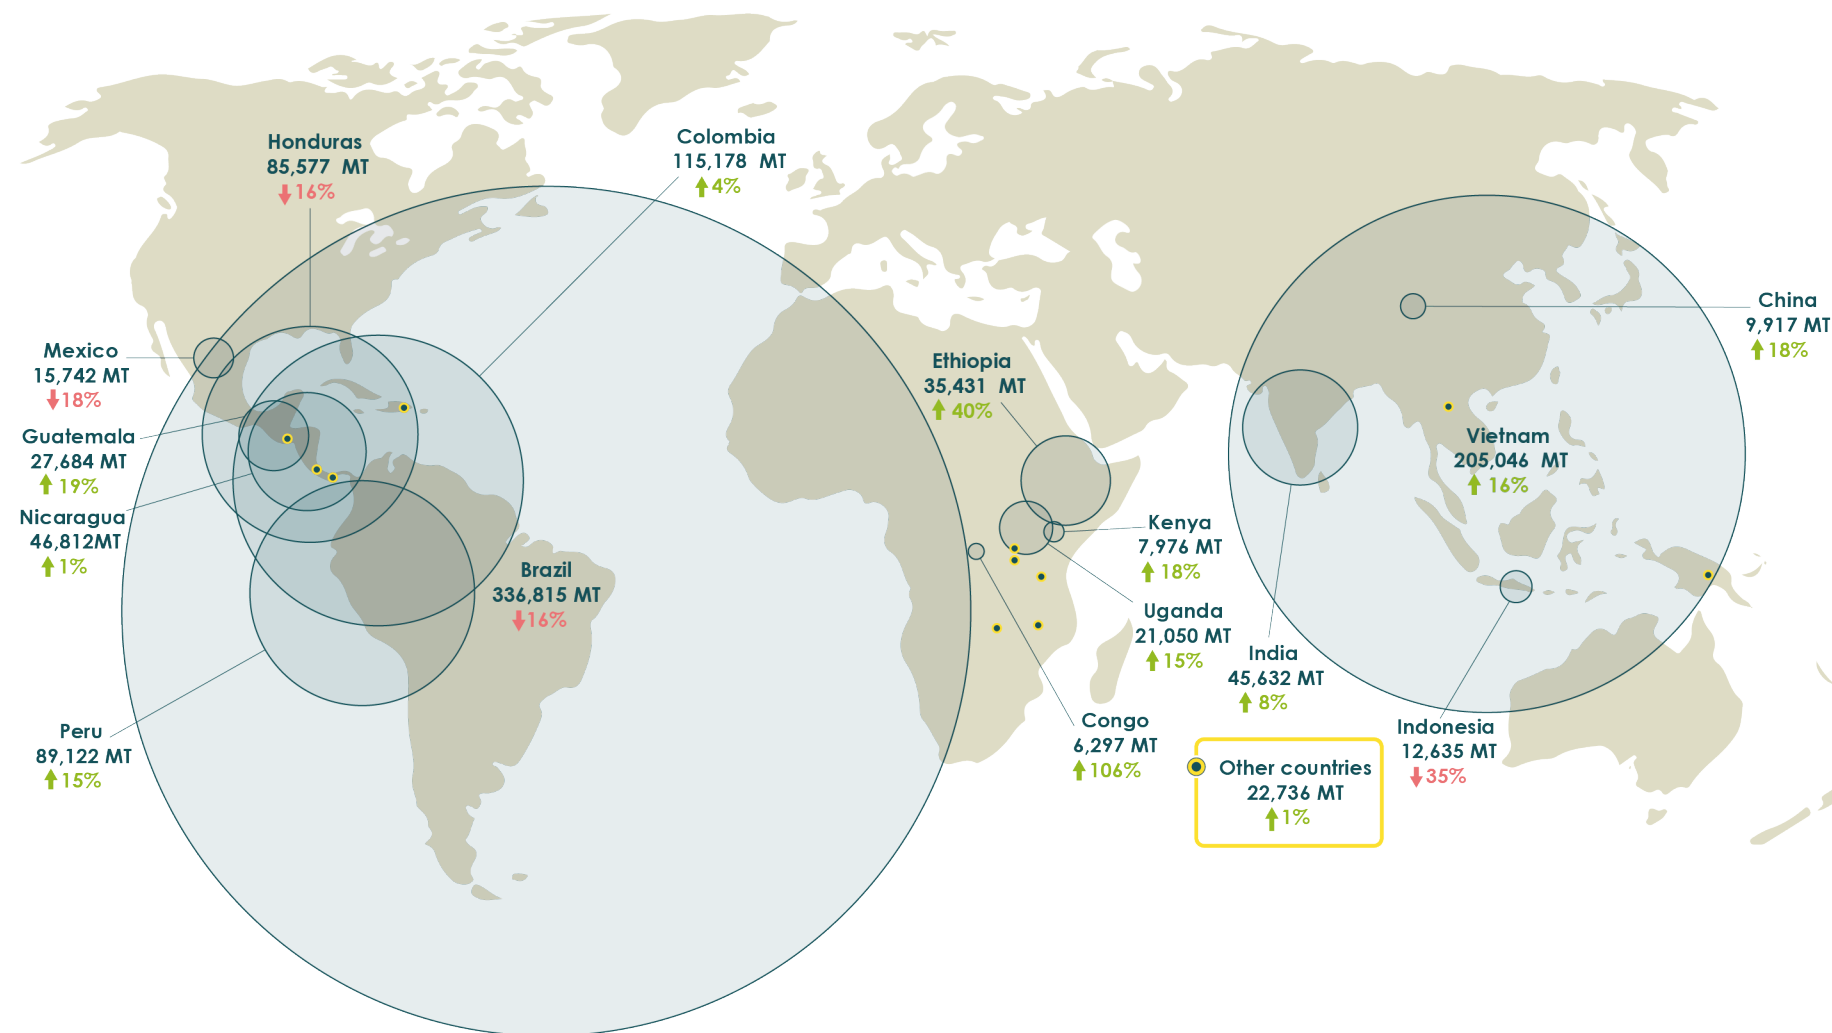 Honduras
85,577 MT
16%
Colombia
115,178 MT
4%
Mexico
15,742 MT
18%
Guatemala
27,684 MT
19%
Nicaragua
46,812MT
1%
Peru
89,122 MT
15%
Brazil
336,815 MT
16%
Ethiopia
35,431 MT
40%
Kenya
7,976 MT
18%
Uganda
21,050 MT
15%
Congo
6,297 MT
106%
India
45,632 MT
8%
China
9,917 MT
18%
Vietnam
205,046 MT
16%
Indonesia
12,635 MT
35%
Other countries
22,736 MT
1%